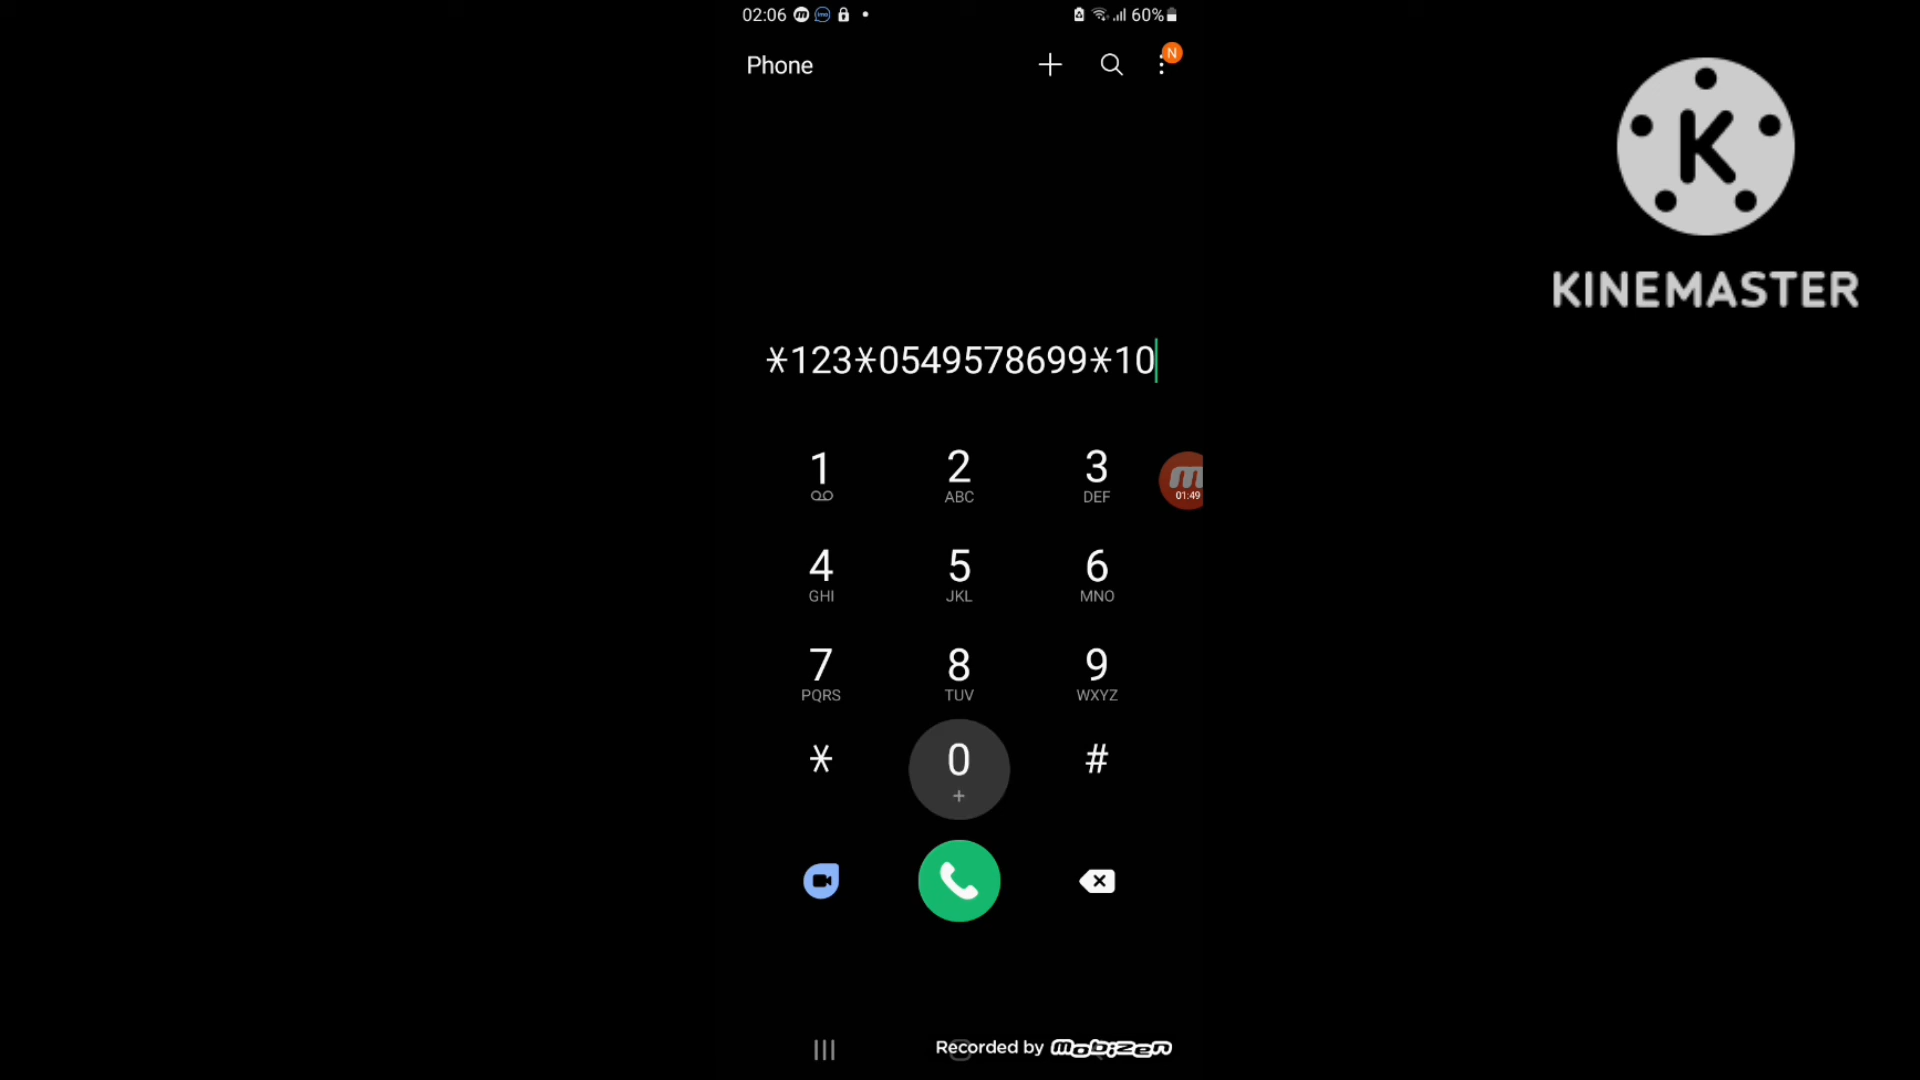 02:06 60%
Phone
N
K
KINEMASTER
*123*0549578699*10
1 2 3
ABC DEF
m
01:49
4 5 6
GHI JKL MNO
7 8 9
PQRS TUV WXYZ
* 0 #
+
Recorded by mobizen